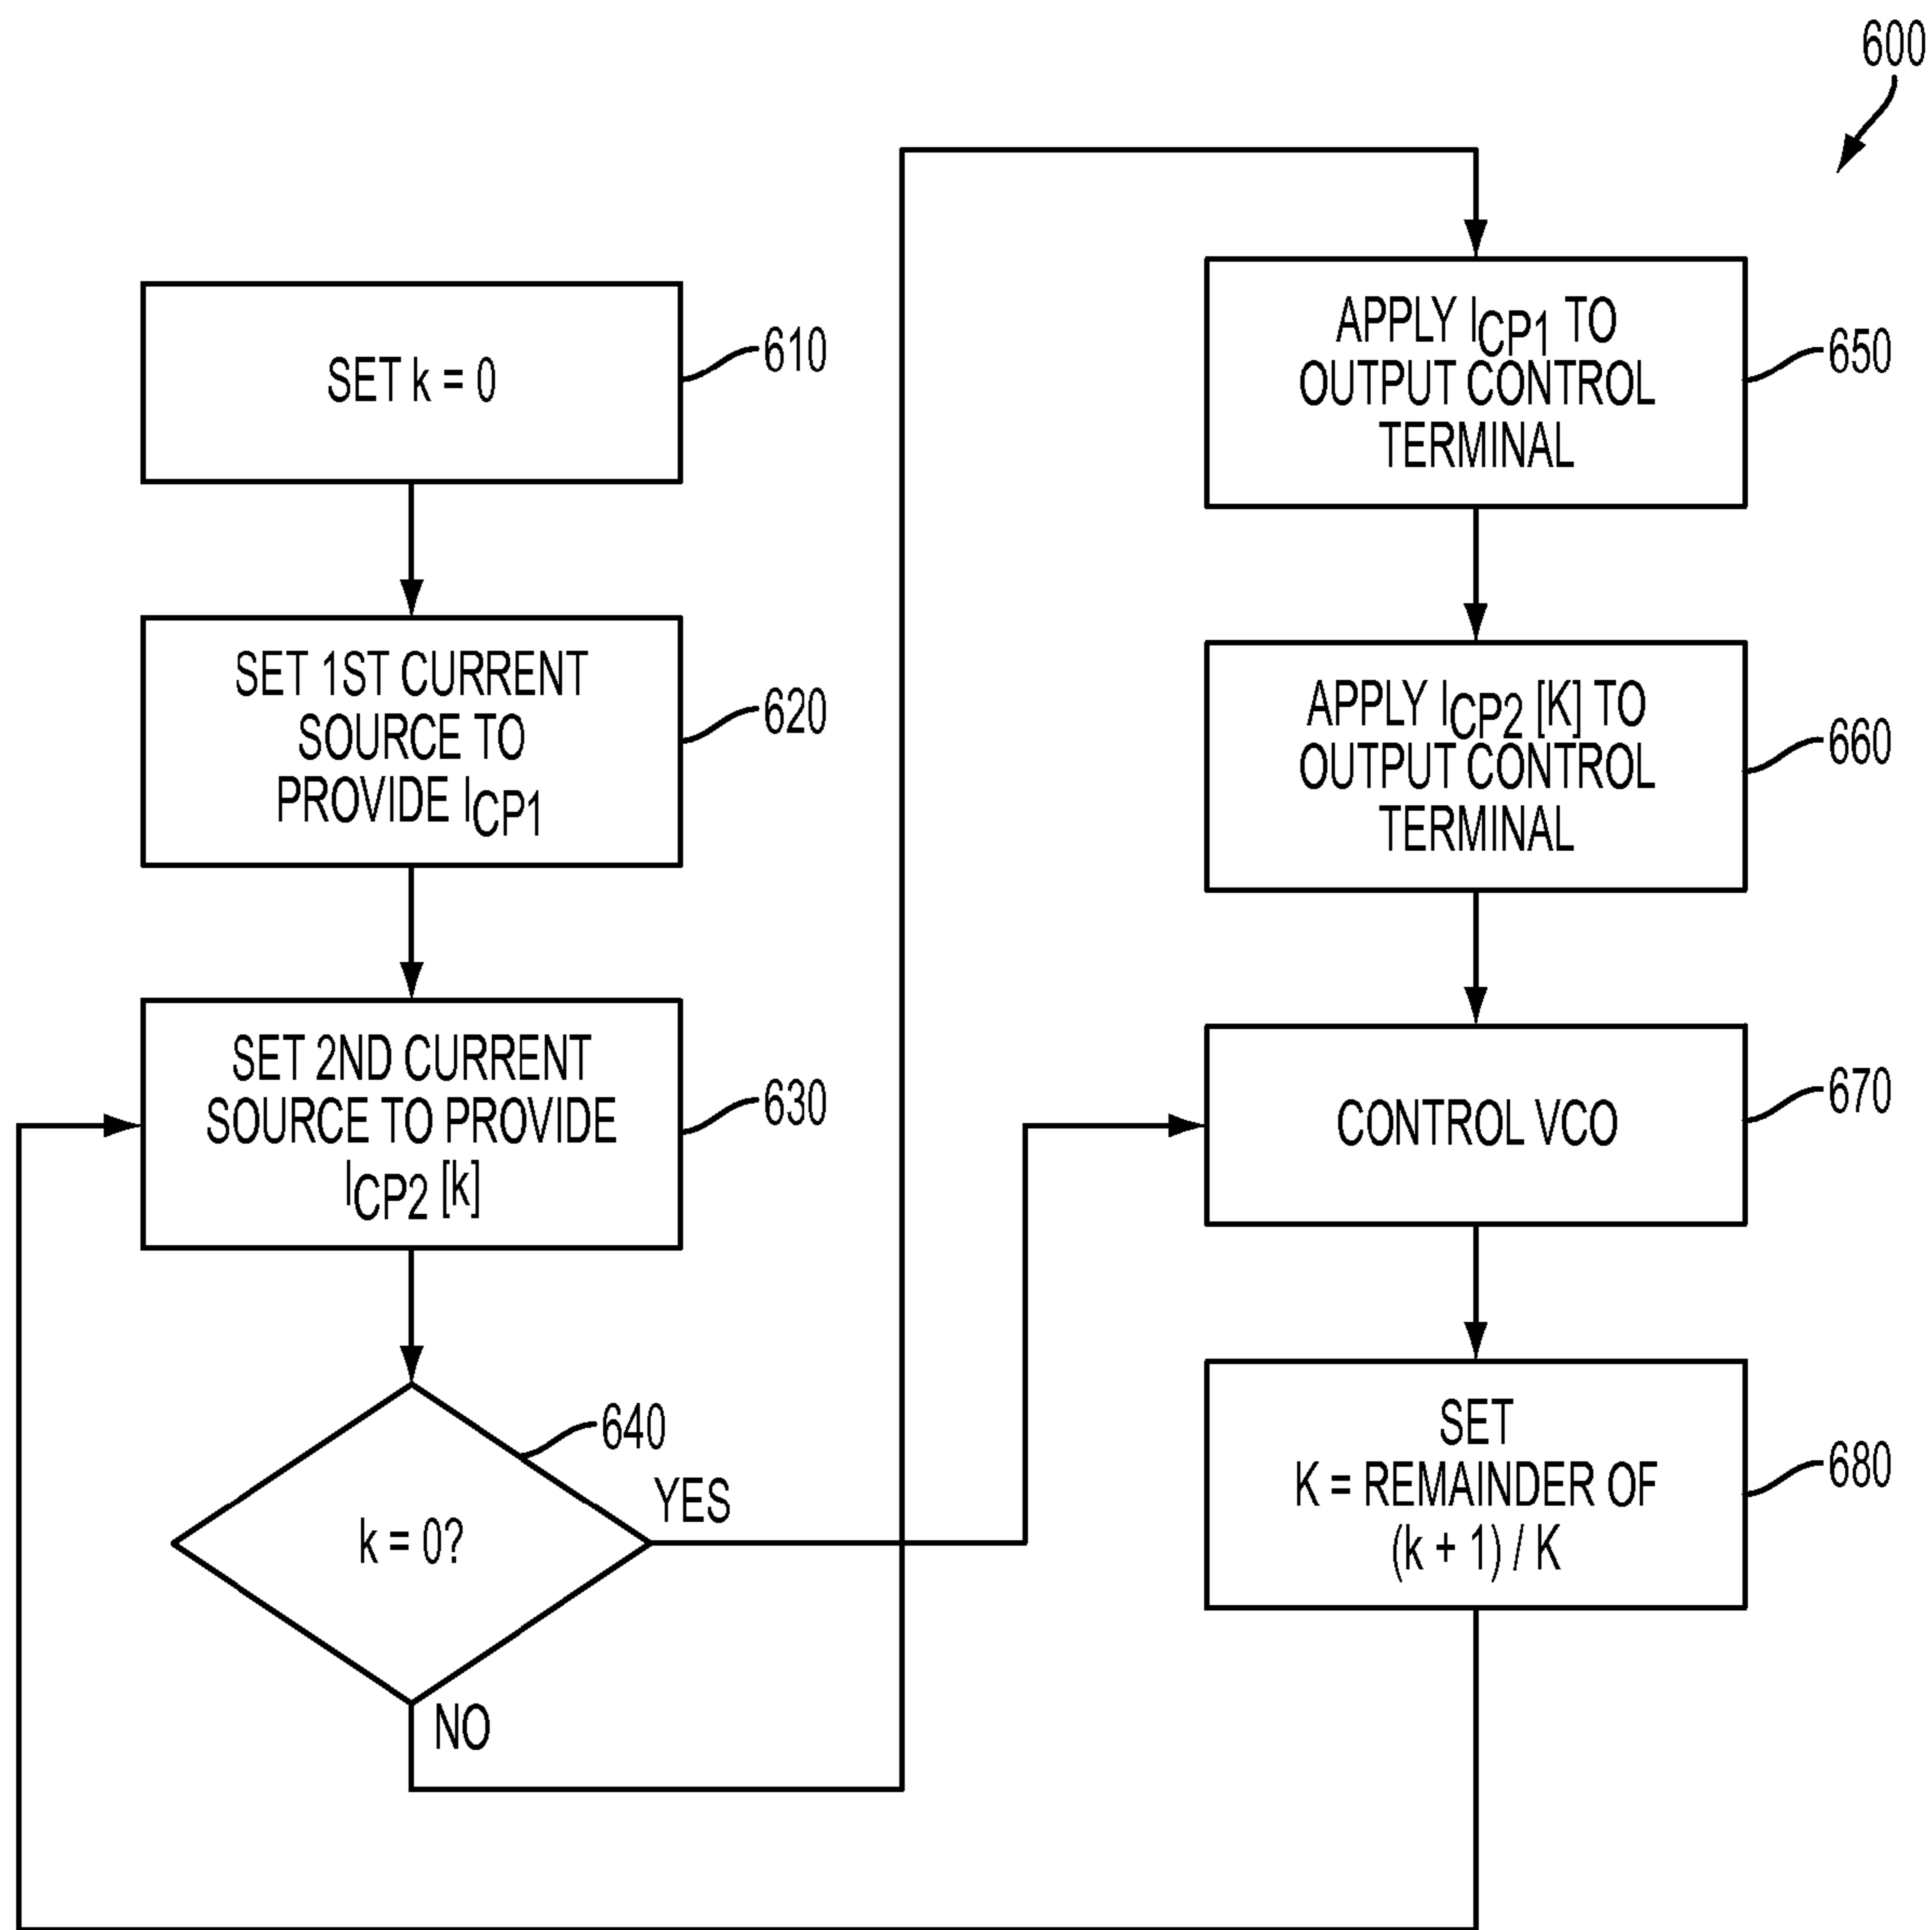 600
SET k = 0
610
SET 1ST CURRENT
SOURCE TO
PROVIDE ICP1
620
SET 2ND CURRENT
SOURCE TO PROVIDE
ICP2 [k]
630
k = 0?
640
YES
NO
APPLY ICP1 TO
OUTPUT CONTROL
TERMINAL
650
APPLY ICP2 [K] TO
OUTPUT CONTROL
TERMINAL
660
CONTROL VCO
670
SET
K = REMAINDER OF
(k + 1) / K
680